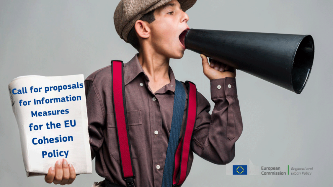 Call for proposals
for Information
Measures
for the EU
Cohesion
Policy
European
Commission